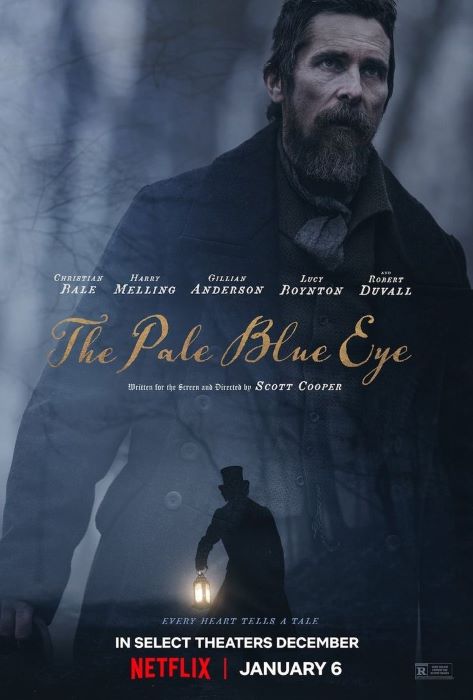 CHRISTIAN BALE
HARRY MELLING
GILLIAN ANDERSON
LUCY BOYNTON
AND ROBERT DUVALL
The Pale Blue Eye
Written for the Screen and Directed by SCOTT COOPER
EVERY HEART TELLS A TALE
IN SELECT THEATERS DECEMBER
NETFLIX | JANUARY 6
R